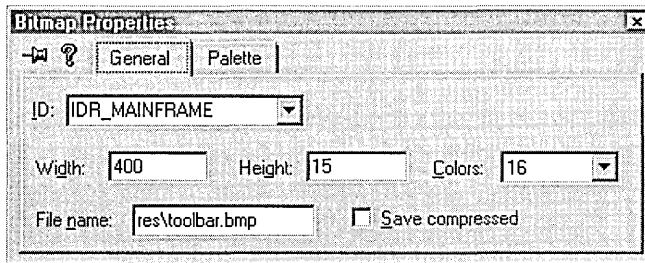 Bitmap Properties
General Palette
ID: IDR_MAINFRAME
Width: 400 Height: 15 Colors: 16
File name: res\toolbar.bmp Save compressed